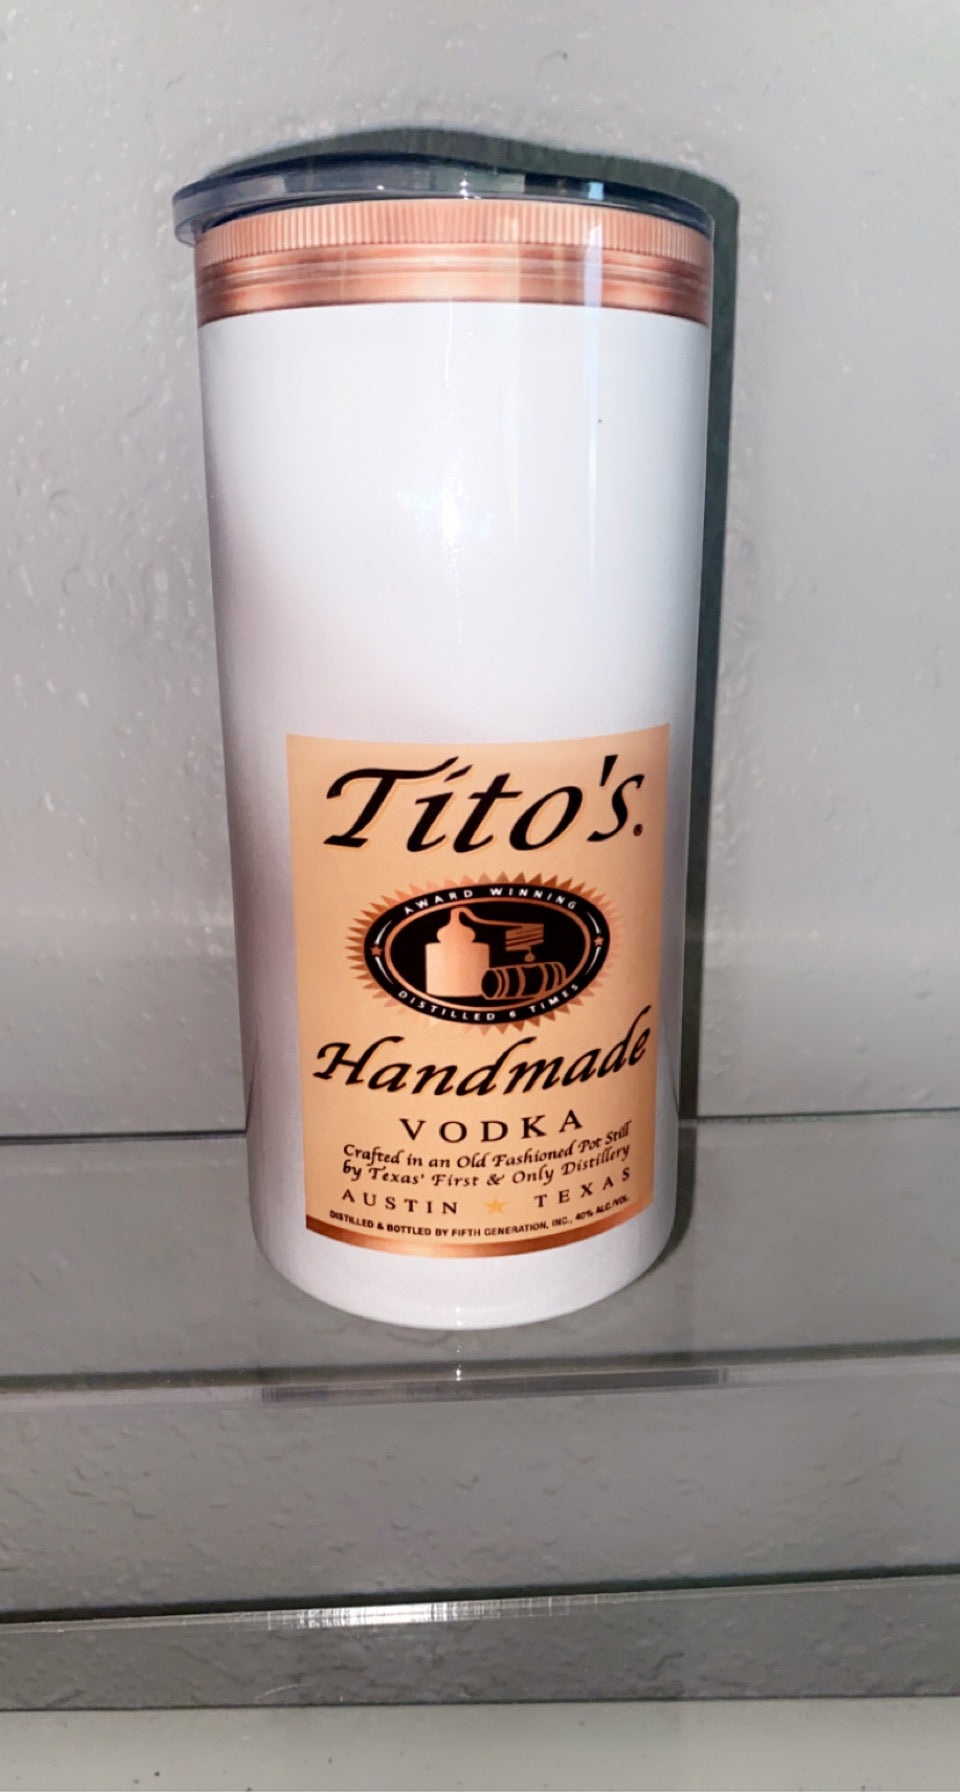 Tito's®
AWARD WINNING
DISTILLED 6 TIMES
Handmade
VODKA
Crafted in an Old Fashioned Pot Still
by Texas' First & Only Distillery
AUSTIN TEXAS
DISTILLED & BOTTLED BY FIFTH GENERATION, INC., 40% ALC./VOL.